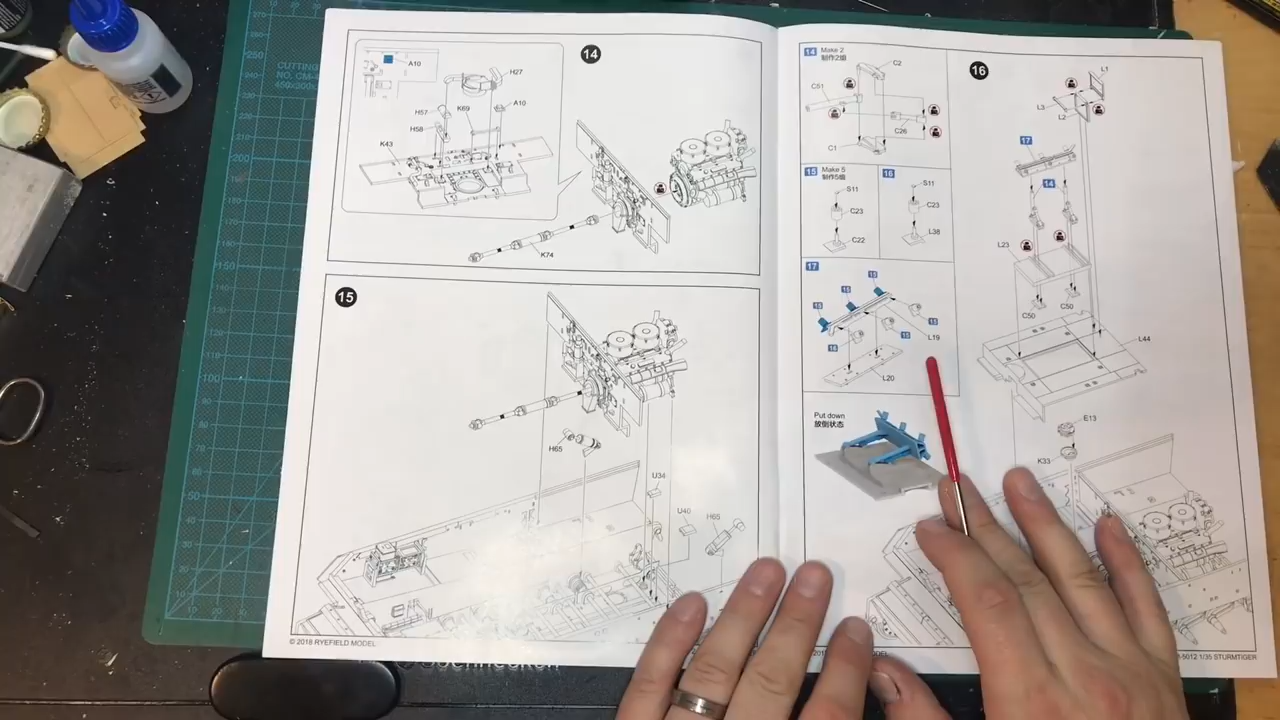 CUTTING
14
A10
H27
H57
K69
A10
H58
K43
K74
15
H65
U34
U40
H65
© 2018 RYEFIELD MODEL
14 Make 2
制作2组
C2
C51
C26
C1
15 Make 5
制作5组
S11
C23
C22
16
S11
C23
L38
17
15
16
15
15
15
16
L19
L20
Put down
放倒状态
16
L1
L3
L2
17
14
L23
C50
C50
L44
E13
K33
5012 1/35 STURMTIGER